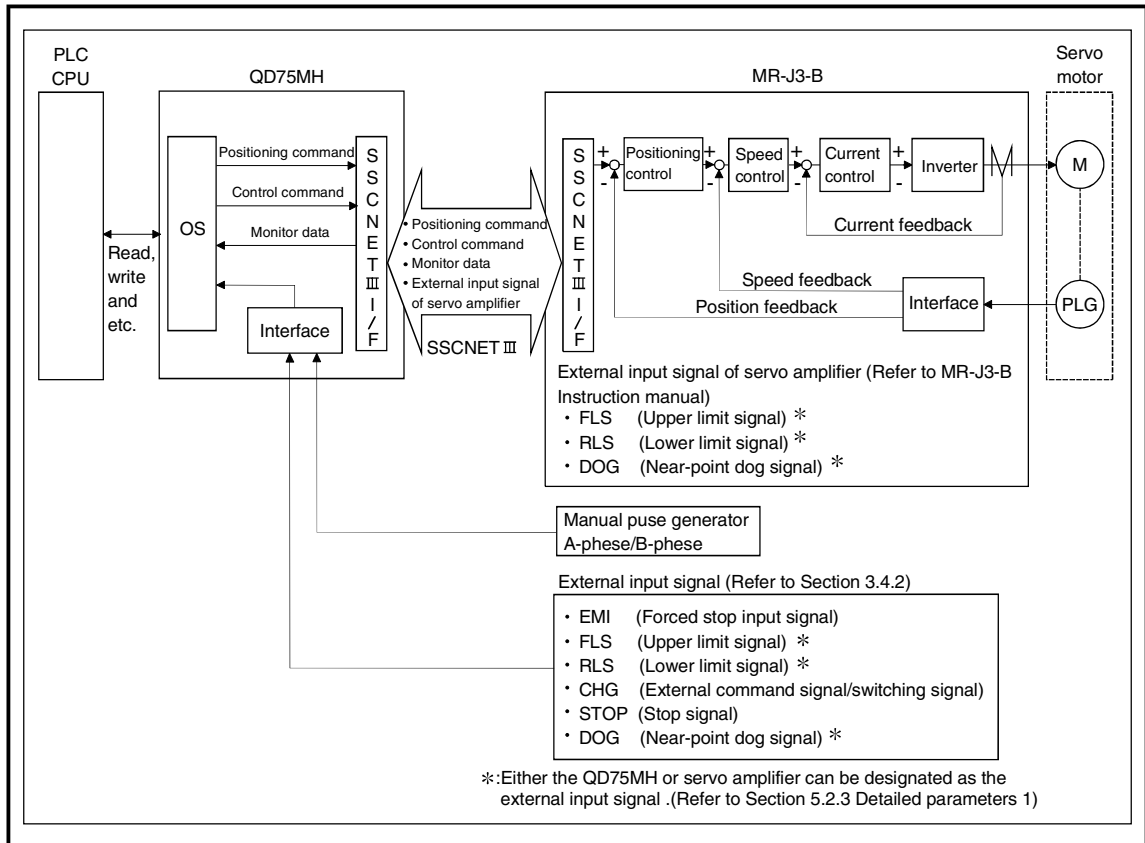 PLC
CPU
QD75MH
MR-J3-B
Servo
motor
OS
Positioning command
Control command
Monitor data
Interface
SSCNETⅢ I/F
Read,
write
and
etc.
• Positioning command
• Control command
• Monitor data
• External input signal
of servo amplifier
SSCNETⅢ
SSCNETⅢ I/F
+
-
Positioning
control
+
-
Speed
control
+
-
Current
control
+
-
Inverter
M
Current feedback
Speed feedback
Position feedback
Interface
PLG
External input signal of servo amplifier (Refer to MR-J3-B
Instruction manual)
・ FLS (Upper limit signal) *
・ RLS (Lower limit signal) *
・ DOG (Near-point dog signal) *
Manual puse generator
A-phese/B-phese
External input signal (Refer to Section 3.4.2)
・ EMI (Forced stop input signal)
・ FLS (Upper limit signal) *
・ RLS (Lower limit signal) *
・ CHG (External command signal/switching signal)
・ STOP (Stop signal)
・ DOG (Near-point dog signal) *
*:Either the QD75MH or servo amplifier can be designated as the
external input signal .(Refer to Section 5.2.3 Detailed parameters 1)